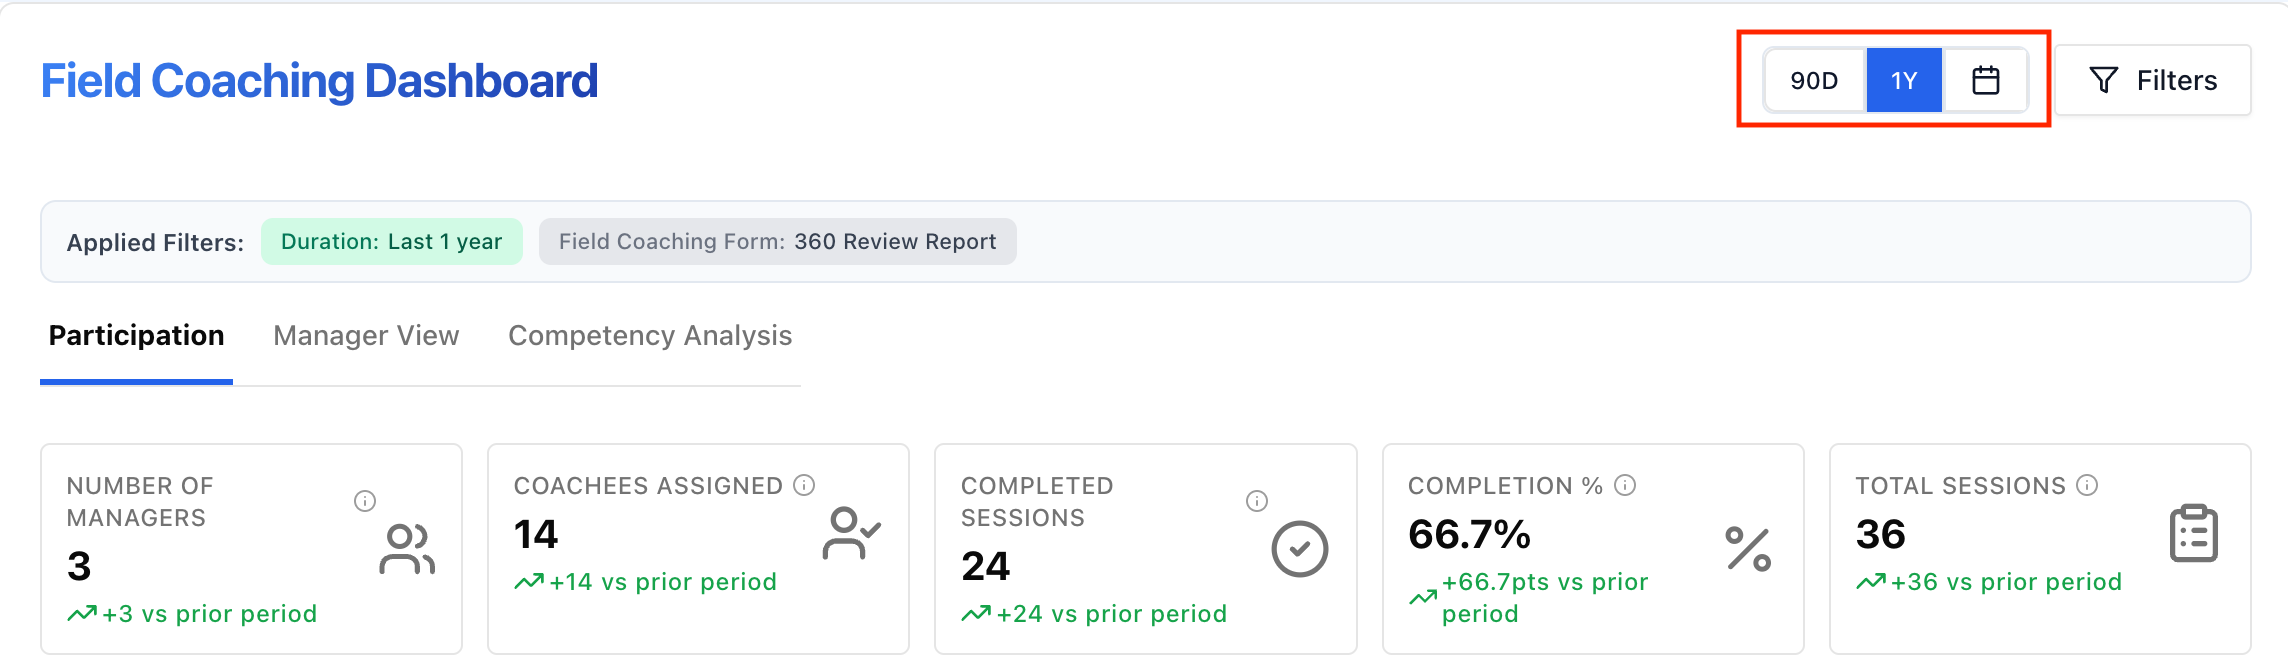 Field Coaching Dashboard
90D
1Y
Filters
Applied Filters:
Duration: Last 1 year
Field Coaching Form: 360 Review Report
Participation
Manager View
Competency Analysis
NUMBER OF
MANAGERS
3
+3 vs prior period
COACHEES ASSIGNED
14
+14 vs prior period
COMPLETED
SESSIONS
24
+24 vs prior period
COMPLETION %
66.7%
+66.7pts vs prior
period
TOTAL SESSIONS
36
+36 vs prior period